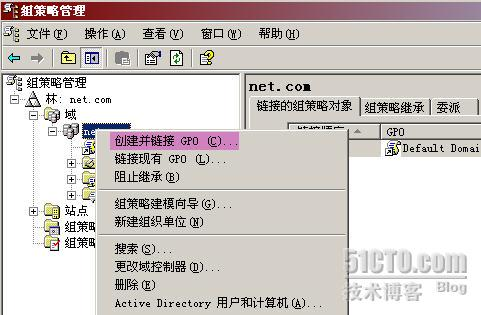 组策略管理
文件(F) 操作(A) 查看(V) 窗口(W) 帮助(H)
组策略管理
林: net.com
域
net
站点
组策略
组策略
net.com
链接的组策略对象 组策略继承 委派
链接顺序 GPO
Default Domai
创建并链接 GPO (C)...
链接现有 GPO (L)...
阻止继承(B)
组策略建模向导(G)...
新建组织单位(N)
搜索(S)...
更改域控制器(D)...
删除(E)
Active Directory 用户和计算机(A)...
51CTO.com
技术博客 Blog